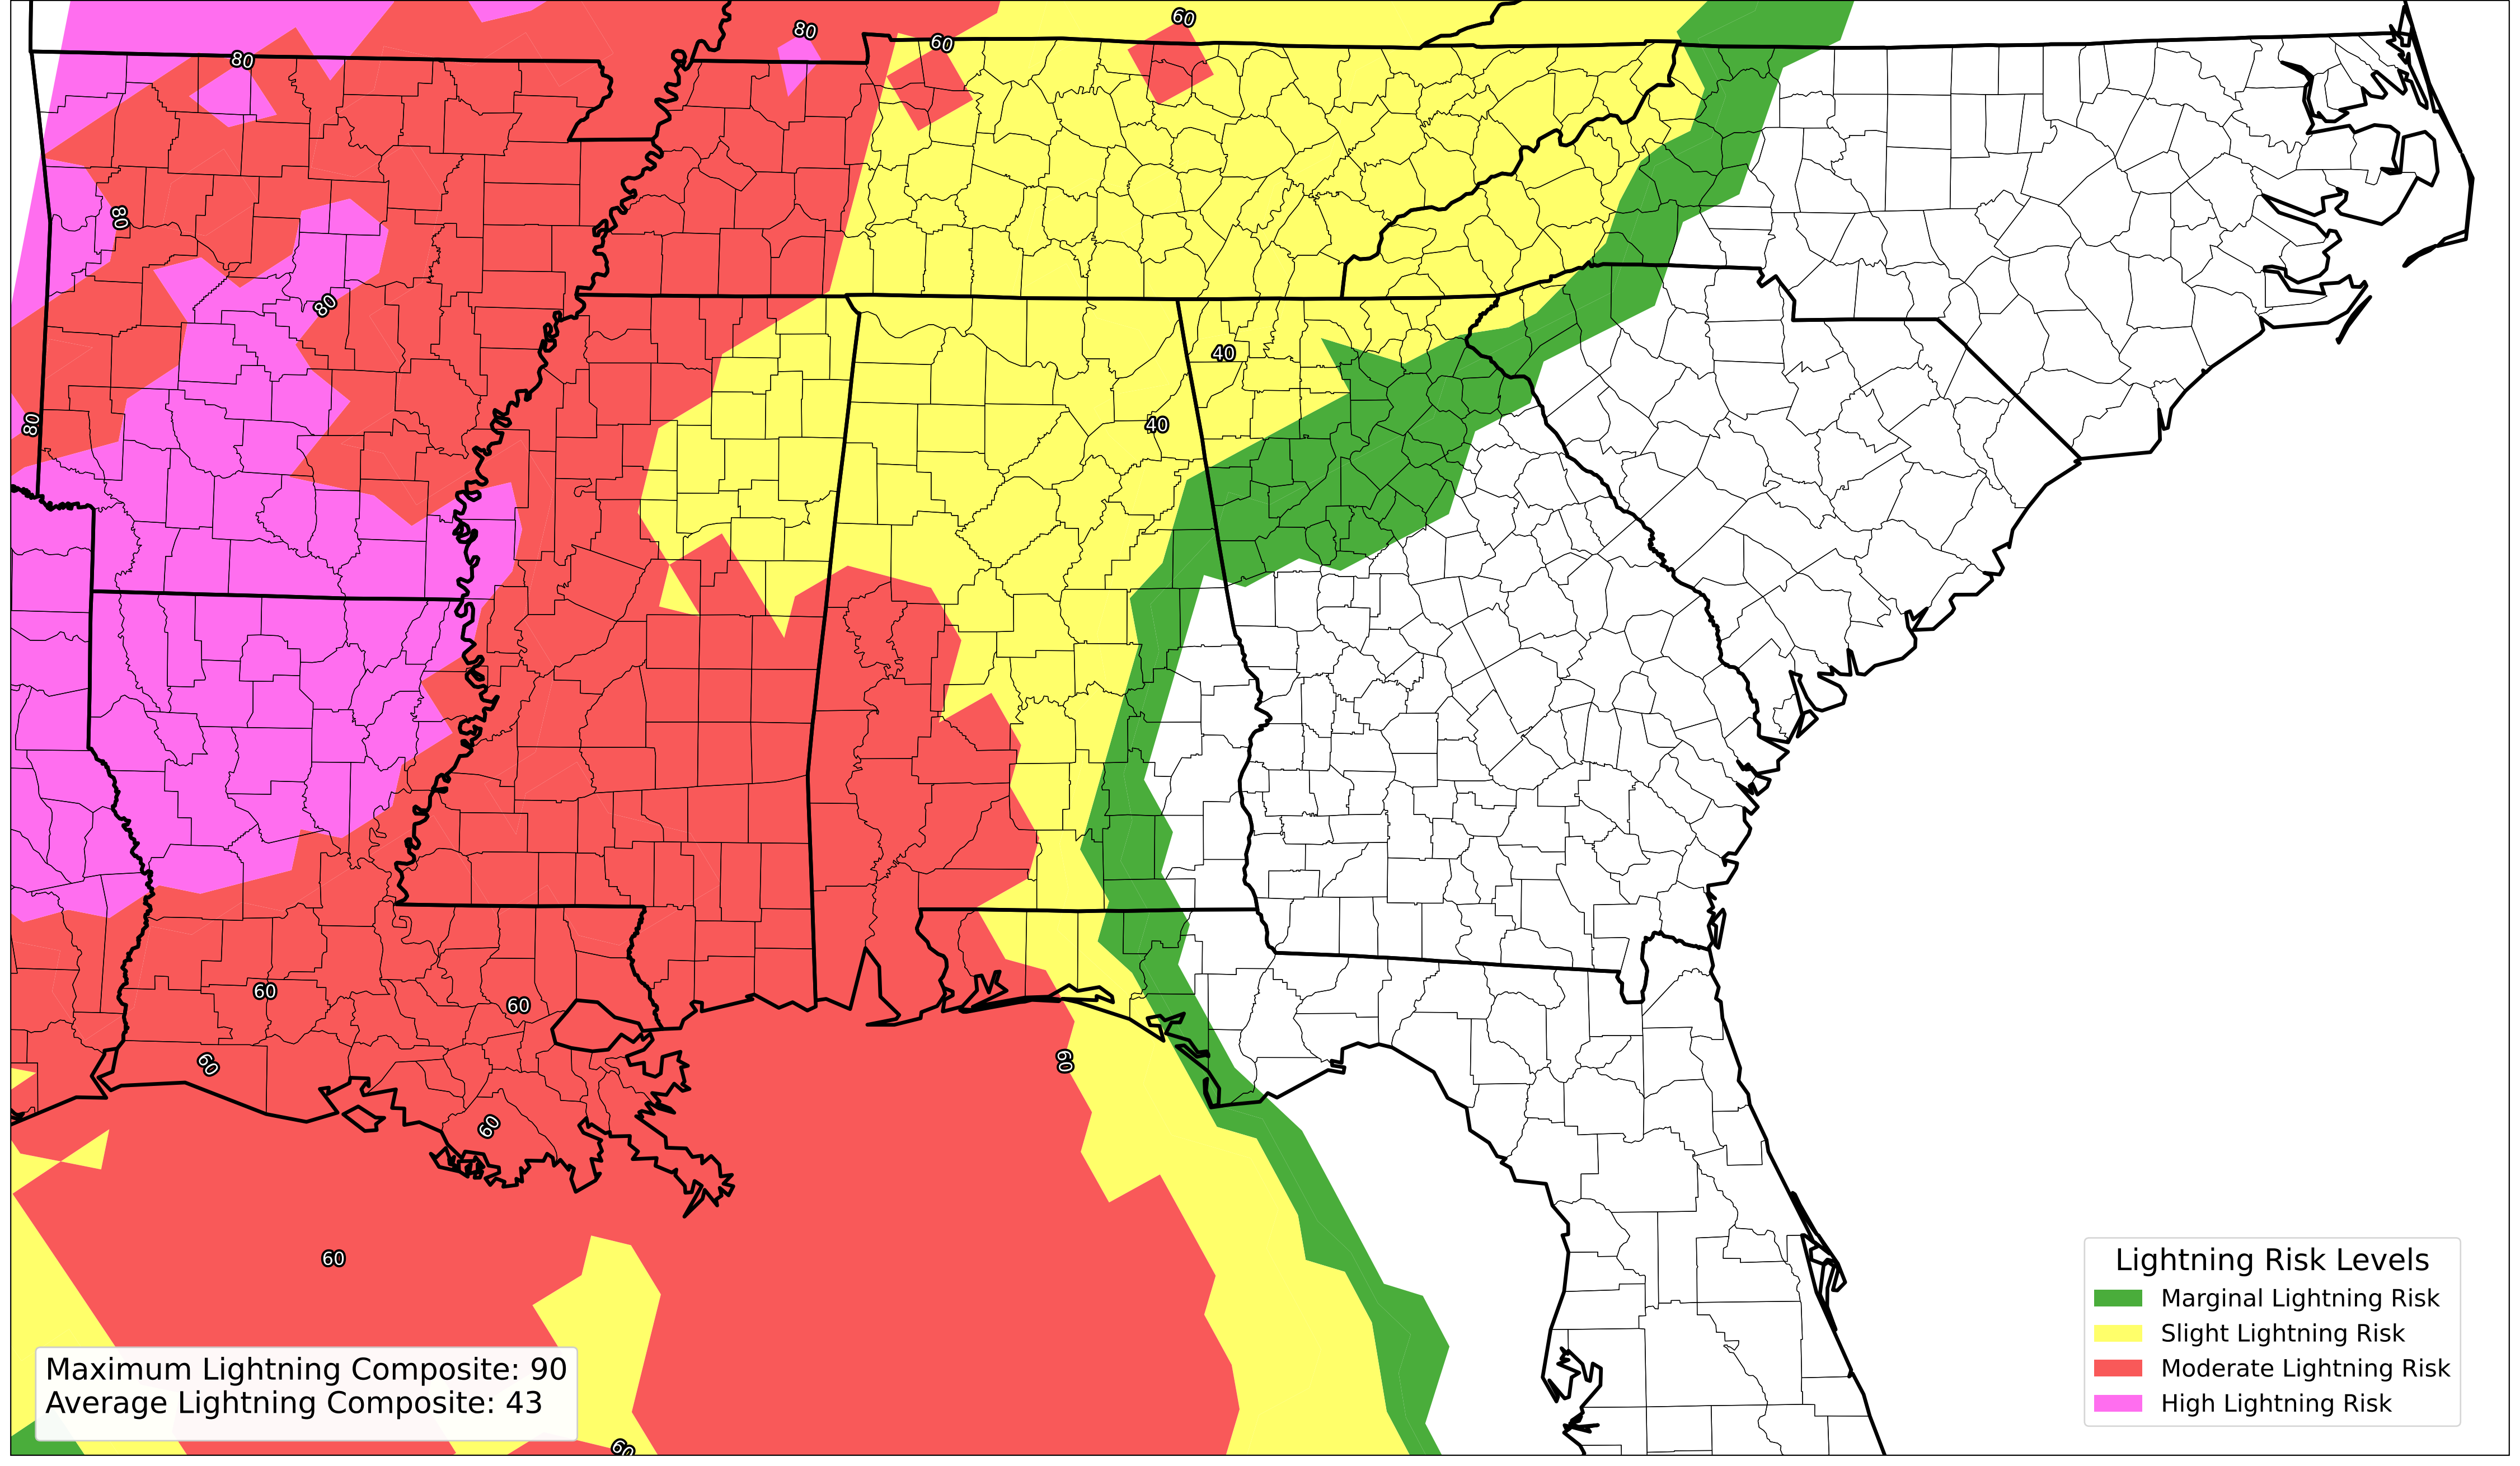 60
80
60
80
80
80
40
80
40
60
60
60
60
60
60
Lightning Risk Levels
Marginal Lightning Risk
Slight Lightning Risk
Moderate Lightning Risk
High Lightning Risk
Maximum Lightning Composite: 90
Average Lightning Composite: 43
60